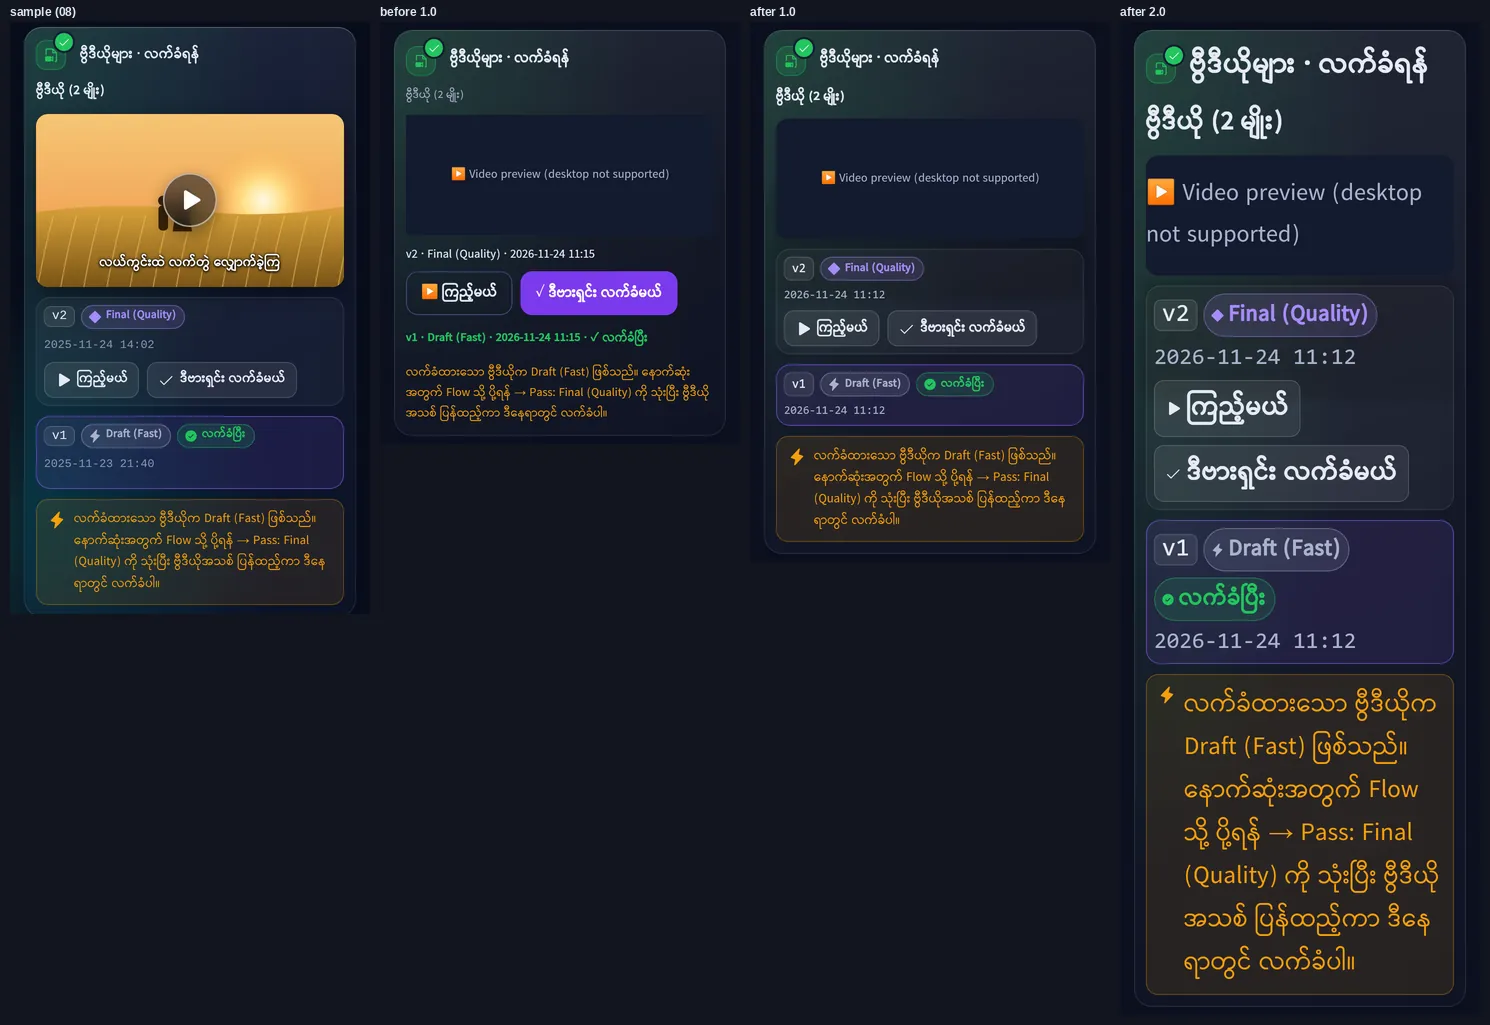 sample (08)
ဗွီဒီယိုများ · လက်ခံရန်
ဗွီဒီယို (2 မျိုး)
လယ်ကွင်းထဲ လက်တွဲ လျှောက်ခဲ့ကြ
v2 Final (Quality)
2025-11-24 14:02
ကြည့်မယ် ဒီဗားရှင်း လက်ခံမယ်
v1 Draft (Fast) လက်ခံပြီး
2025-11-23 21:40
လက်ခံထားသော ဗွီဒီယိုက Draft (Fast) ဖြစ်သည်။
နောက်ဆုံးအတွက် Flow သို့ ပို့ရန် → Pass: Final
(Quality) ကို သုံးပြီး ဗွီဒီယိုအသစ် ပြန်ထည့်ကာ ဒီနေ
ရာတွင် လက်ခံပါ။
before 1.0
ဗွီဒီယိုများ · လက်ခံရန်
ဗွီဒီယို (2 မျိုး)
Video preview (desktop not supported)
v2 · Final (Quality) · 2026-11-24 11:15
ကြည့်မယ် ✓ ဒီဗားရှင်း လက်ခံမယ်
v1 · Draft (Fast) · 2026-11-24 11:15 · ✓ လက်ခံပြီး
လက်ခံထားသော ဗွီဒီယိုက Draft (Fast) ဖြစ်သည်။ နောက်ဆုံး
အတွက် Flow သို့ ပို့ရန် → Pass: Final (Quality) ကို သုံးပြီး ဗွီဒီယို
အသစ် ပြန်ထည့်ကာ ဒီနေရာတွင် လက်ခံပါ။
after 1.0
ဗွီဒီယိုများ · လက်ခံရန်
ဗွီဒီယို (2 မျိုး)
Video preview (desktop not supported)
v2 Final (Quality)
2026-11-24 11:12
ကြည့်မယ် ဒီဗားရှင်း လက်ခံမယ်
v1 Draft (Fast) လက်ခံပြီး
2026-11-24 11:12
လက်ခံထားသော ဗွီဒီယိုက Draft (Fast) ဖြစ်သည်။
နောက်ဆုံးအတွက် Flow သို့ ပို့ရန် → Pass: Final
(Quality) ကို သုံးပြီး ဗွီဒီယိုအသစ် ပြန်ထည့်ကာ ဒီနေ
ရာတွင် လက်ခံပါ။
after 2.0
ဗွီဒီယိုများ · လက်ခံရန်
ဗွီဒီယို (2 မျိုး)
Video preview (desktop
not supported)
v2 Final (Quality)
2026-11-24 11:12
ကြည့်မယ်
ဒီဗားရှင်း လက်ခံမယ်
v1 Draft (Fast)
လက်ခံပြီး
2026-11-24 11:12
လက်ခံထားသော ဗွီဒီယိုက
Draft (Fast) ဖြစ်သည်။
နောက်ဆုံးအတွက် Flow
သို့ ပို့ရန် → Pass: Final
(Quality) ကို သုံးပြီး ဗွီဒီယို
အသစ် ပြန်ထည့်ကာ ဒီနေ
ရာတွင် လက်ခံပါ။